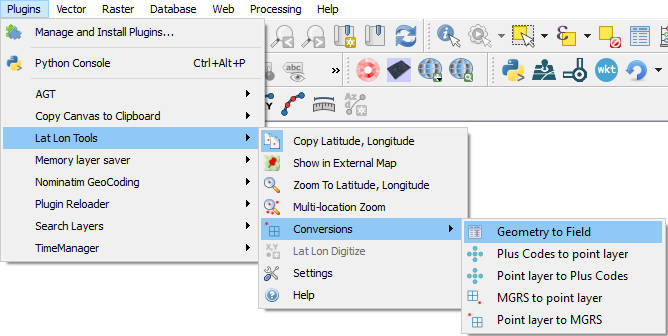 Plugins Vector Raster Database Web Processing Help
Manage and Install Plugins...
Python Console Ctrl+Alt+P
abc
»
wkt
AGT
Copy Canvas to Clipboard
Lat Lon Tools
Memory layer saver
Nominatim GeoCoding
Plugin Reloader
Search Layers
TimeManager
Copy Latitude, Longitude
Show in External Map
Zoom To Latitude, Longitude
Multi-location Zoom
Conversions
X,Y Lat Lon Digitize
Settings
Help
Geometry to Field
Plus Codes to point layer
Point layer to Plus Codes
MGRS to point layer
Point layer to MGRS